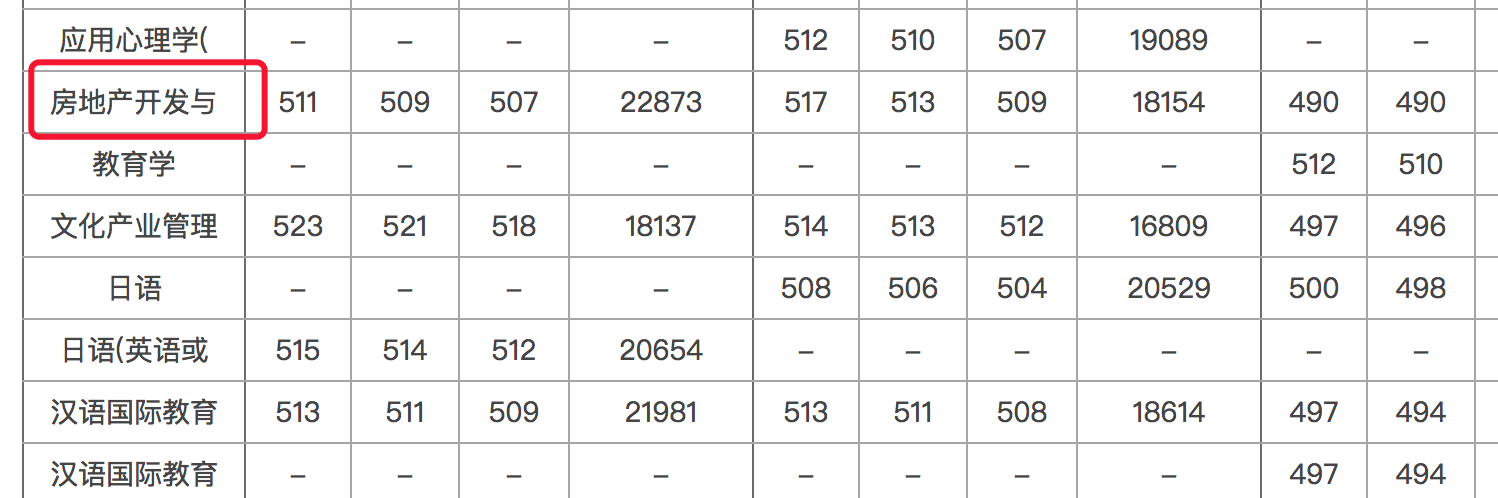 应用心理学( – – – – 512 510 507 19089 – –
房地产开发与 511 509 507 22873 517 513 509 18154 490 490
教育学 – – – – – – – – 512 510
文化产业管理 523 521 518 18137 514 513 512 16809 497 496
日语 – – – – 508 506 504 20529 500 498
日语(英语或 515 514 512 20654 – – – – – –
汉语国际教育 513 511 509 21981 513 511 508 18614 497 494
汉语国际教育 – – – – – – – – 497 494